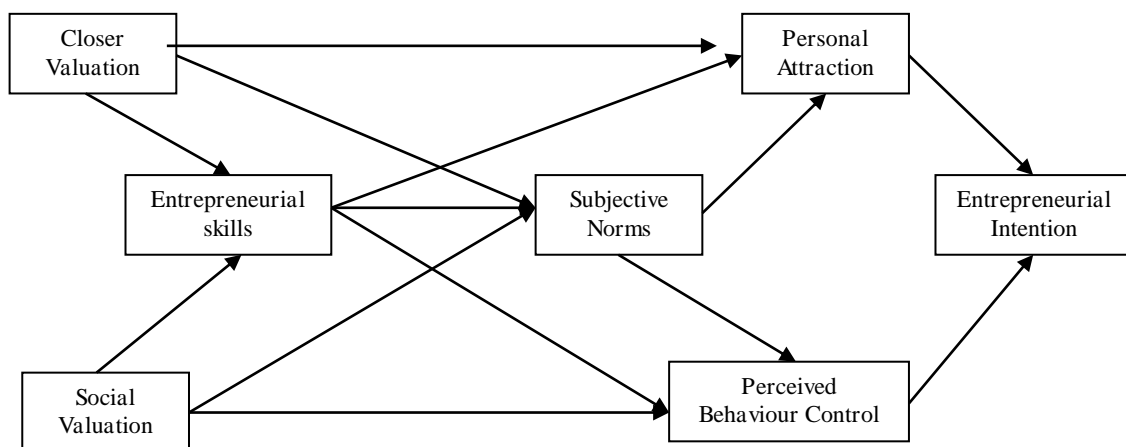 Closer
Valuation
Personal
Attraction
Entrepreneurial
skills
Subjective
Norms
Entrepreneurial
Intention
Social
Valuation
Perceived
Behaviour Control